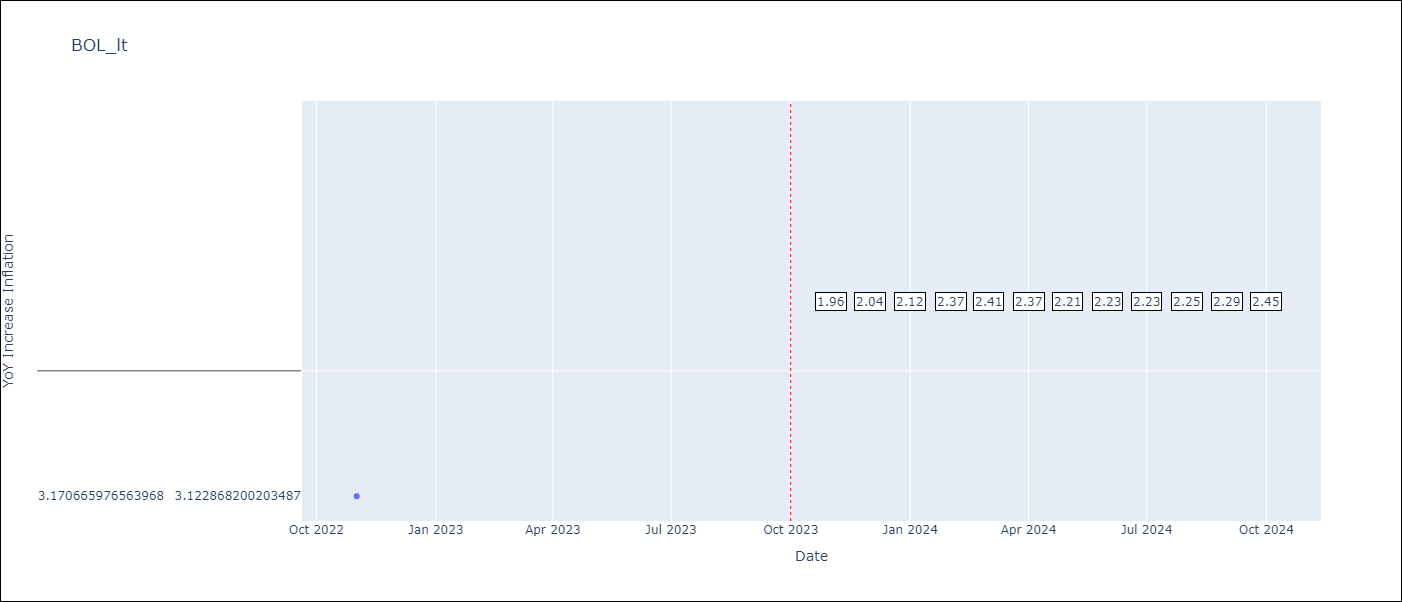 BOL_lt
YoY Increase Inflation
1.96 2.04 2.12 2.37 2.41 2.37 2.21 2.23 2.23 2.25 2.29 2.45
3.170665976563968 3.122868200203487
Oct 2022 Jan 2023 Apr 2023 Jul 2023 Oct 2023 Jan 2024 Apr 2024 Jul 2024 Oct 2024
Date